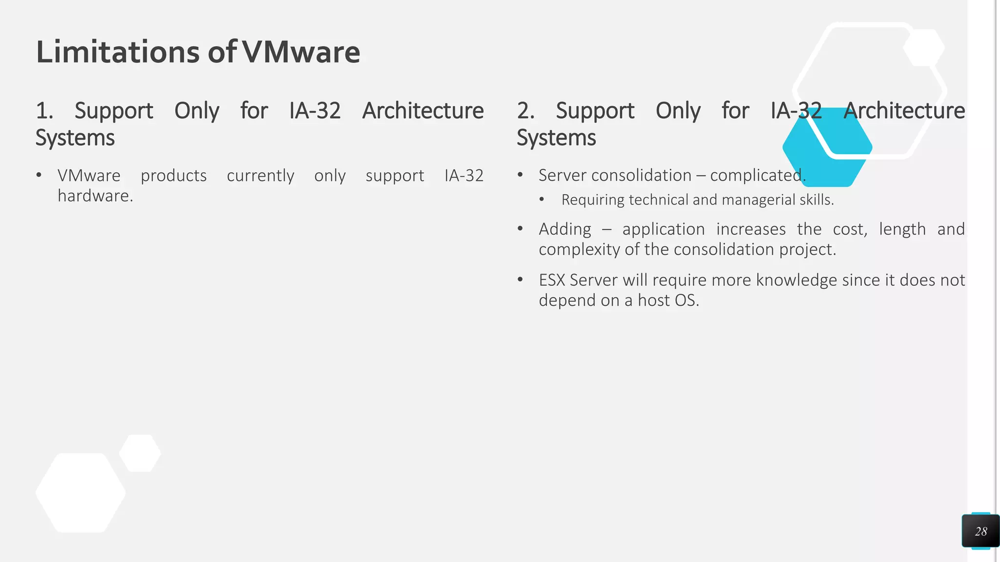 Limitations of VMware
1. Support Only for IA-32 Architecture
Systems
• VMware products currently only support IA-32
hardware.
2. Support Only for IA-32 Architecture
Systems
• Server consolidation – complicated.
• Requiring technical and managerial skills.
• Adding – application increases the cost, length and
complexity of the consolidation project.
• ESX Server will require more knowledge since it does not
depend on a host OS.
28